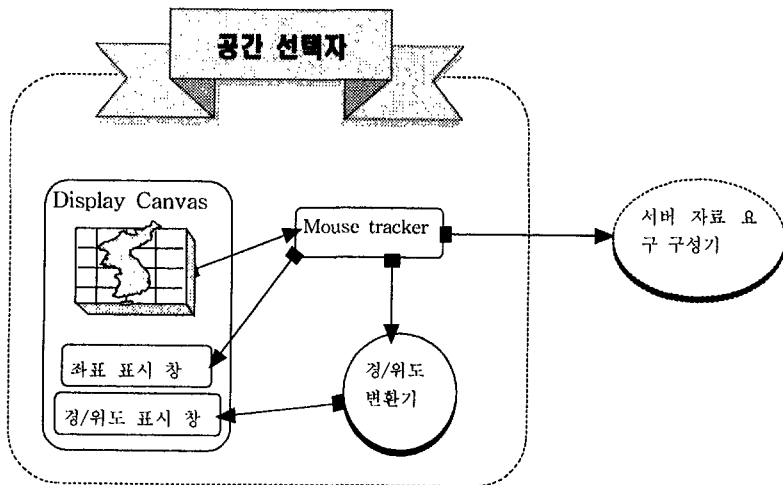 공간 선택자
Display Canvas
Mouse tracker
서버 자료 요
구 구성기
좌표 표시 창
경/위도
변환기
경/위도 표시 창